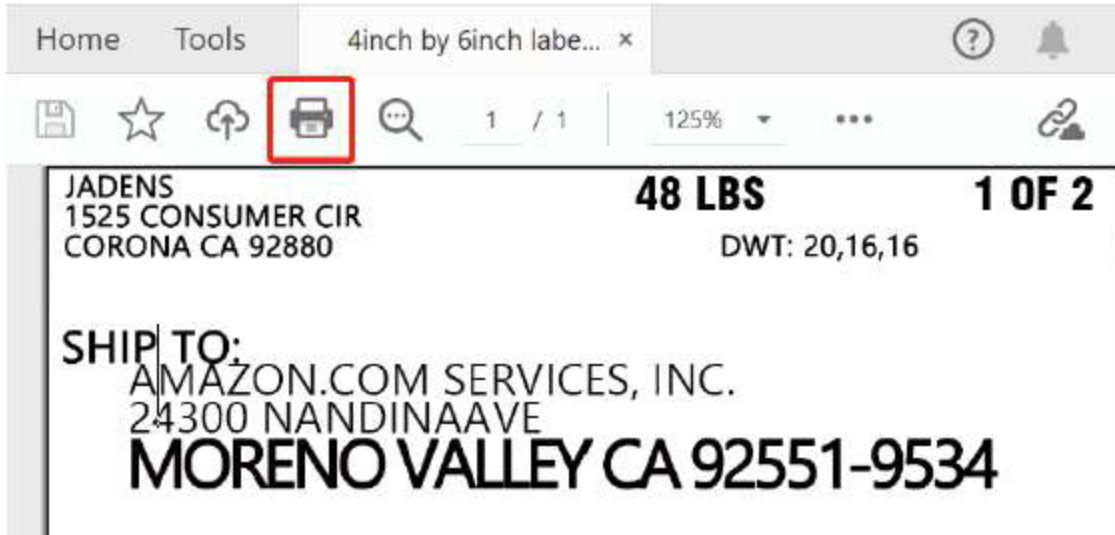 Home Tools 4inch by 6inch labe... ×
1 / 1 125%
JADENS 48 LBS 1 OF 2
1525 CONSUMER CIR
CORONA CA 92880 DWT: 20,16,16
SHIP TO:
AMAZON.COM SERVICES, INC.
24300 NANDINAAVE
MORENO VALLEY CA 92551-9534